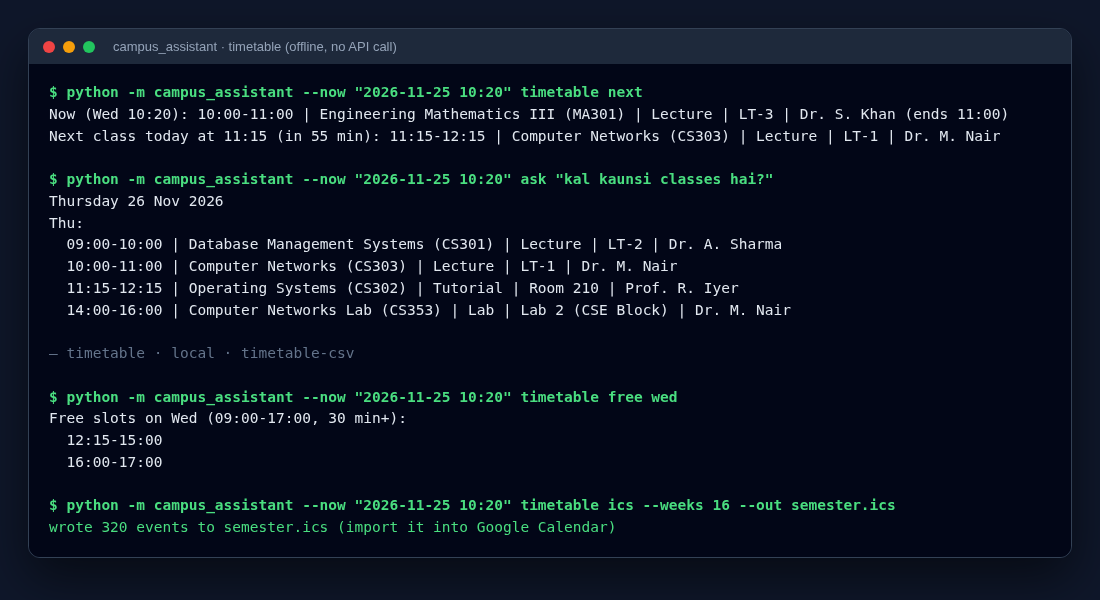 campus_assistant · timetable (offline, no API call)
$ python -m campus_assistant --now "2026-11-25 10:20" timetable next
Now (Wed 10:20): 10:00-11:00 | Engineering Mathematics III (MA301) | Lecture | LT-3 | Dr. S. Khan (ends 11:00)
Next class today at 11:15 (in 55 min): 11:15-12:15 | Computer Networks (CS303) | Lecture | LT-1 | Dr. M. Nair
$ python -m campus_assistant --now "2026-11-25 10:20" ask "kal kaunsi classes hai?"
Thursday 26 Nov 2026
Thu:
09:00-10:00 | Database Management Systems (CS301) | Lecture | LT-2 | Dr. A. Sharma
10:00-11:00 | Computer Networks (CS303) | Lecture | LT-1 | Dr. M. Nair
11:15-12:15 | Operating Systems (CS302) | Tutorial | Room 210 | Prof. R. Iyer
14:00-16:00 | Computer Networks Lab (CS353) | Lab | Lab 2 (CSE Block) | Dr. M. Nair
— timetable · local · timetable-csv
$ python -m campus_assistant --now "2026-11-25 10:20" timetable free wed
Free slots on Wed (09:00-17:00, 30 min+):
12:15-15:00
16:00-17:00
$ python -m campus_assistant --now "2026-11-25 10:20" timetable ics --weeks 16 --out semester.ics
wrote 320 events to semester.ics (import it into Google Calendar)